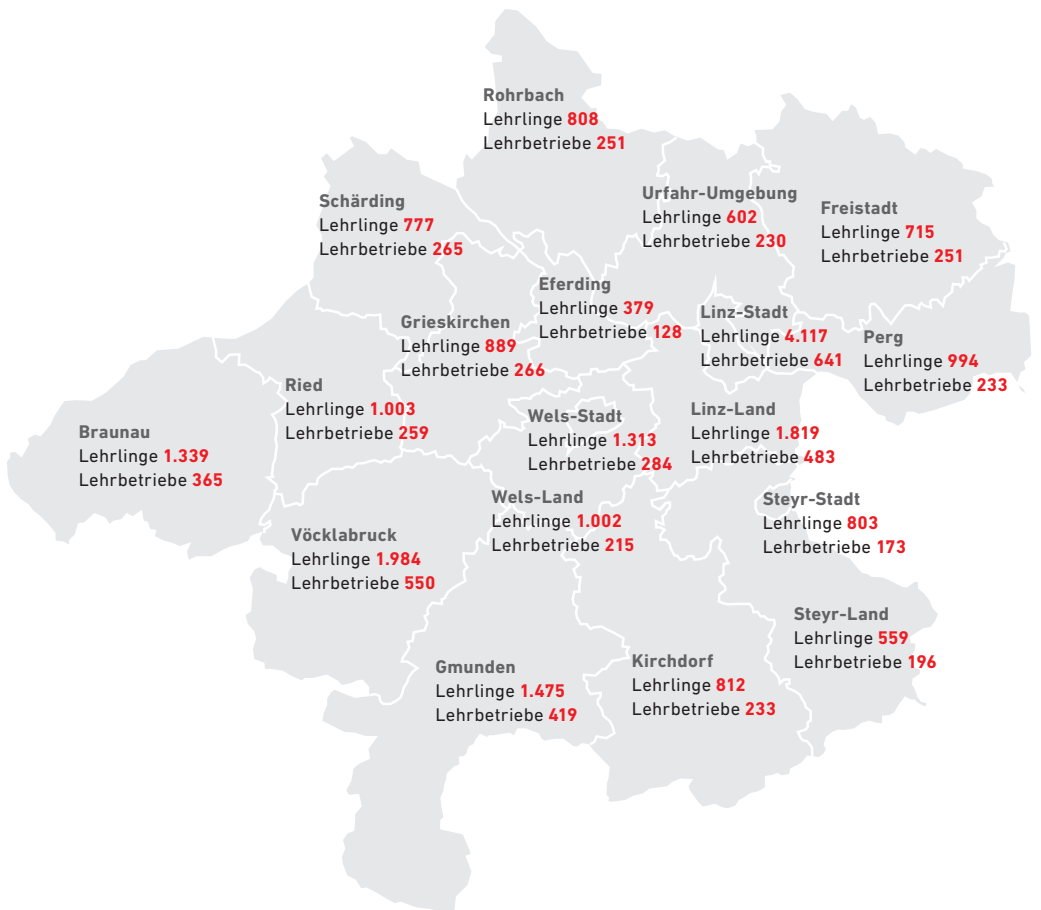 Rohrbach
Lehrlinge 808
Lehrbetriebe 251
Schärding
Lehrlinge 777
Lehrbetriebe 265
Urfahr-Umgebung
Lehrlinge 602
Lehrbetriebe 230
Freistadt
Lehrlinge 715
Lehrbetriebe 251
Eferding
Lehrlinge 379
Lehrbetriebe 128
Grieskirchen
Lehrlinge 889
Lehrbetriebe 266
Linz-Stadt
Lehrlinge 4.117
Lehrbetriebe 641
Perg
Lehrlinge 994
Lehrbetriebe 233
Ried
Lehrlinge 1.003
Lehrbetriebe 259
Braunau
Lehrlinge 1.339
Lehrbetriebe 365
Wels-Stadt
Lehrlinge 1.313
Lehrbetriebe 284
Linz-Land
Lehrlinge 1.819
Lehrbetriebe 483
Wels-Land
Lehrlinge 1.002
Lehrbetriebe 215
Steyr-Stadt
Lehrlinge 803
Lehrbetriebe 173
Vöcklabruck
Lehrlinge 1.984
Lehrbetriebe 550
Steyr-Land
Lehrlinge 559
Lehrbetriebe 196
Gmunden
Lehrlinge 1.475
Lehrbetriebe 419
Kirchdorf
Lehrlinge 812
Lehrbetriebe 233